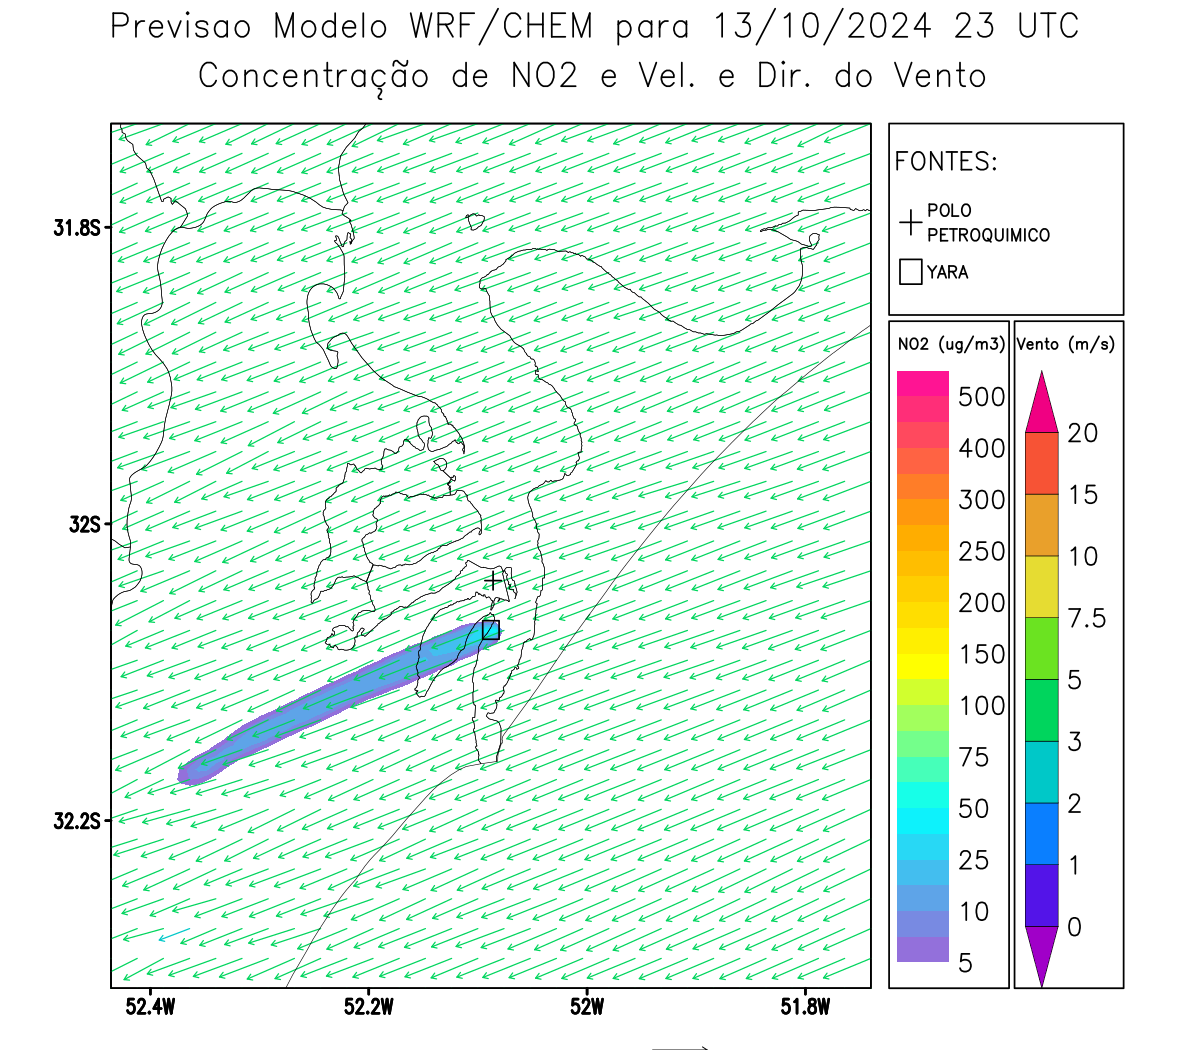 Previsao Modelo WRF/CHEM para 13/10/2024 23 UTC
Concentração de NO2 e Vel. e Dir. do Vento
FONTES:
POLO
PETROQUIMICO
YARA
NO2 (ug/m3)
500
400
300
250
200
150
100
75
50
25
10
5
Vento (m/s)
20
15
10
7.5
5
3
2
1
0
31.8S
32S
32.2S
52.4W
52.2W
52W
51.8W